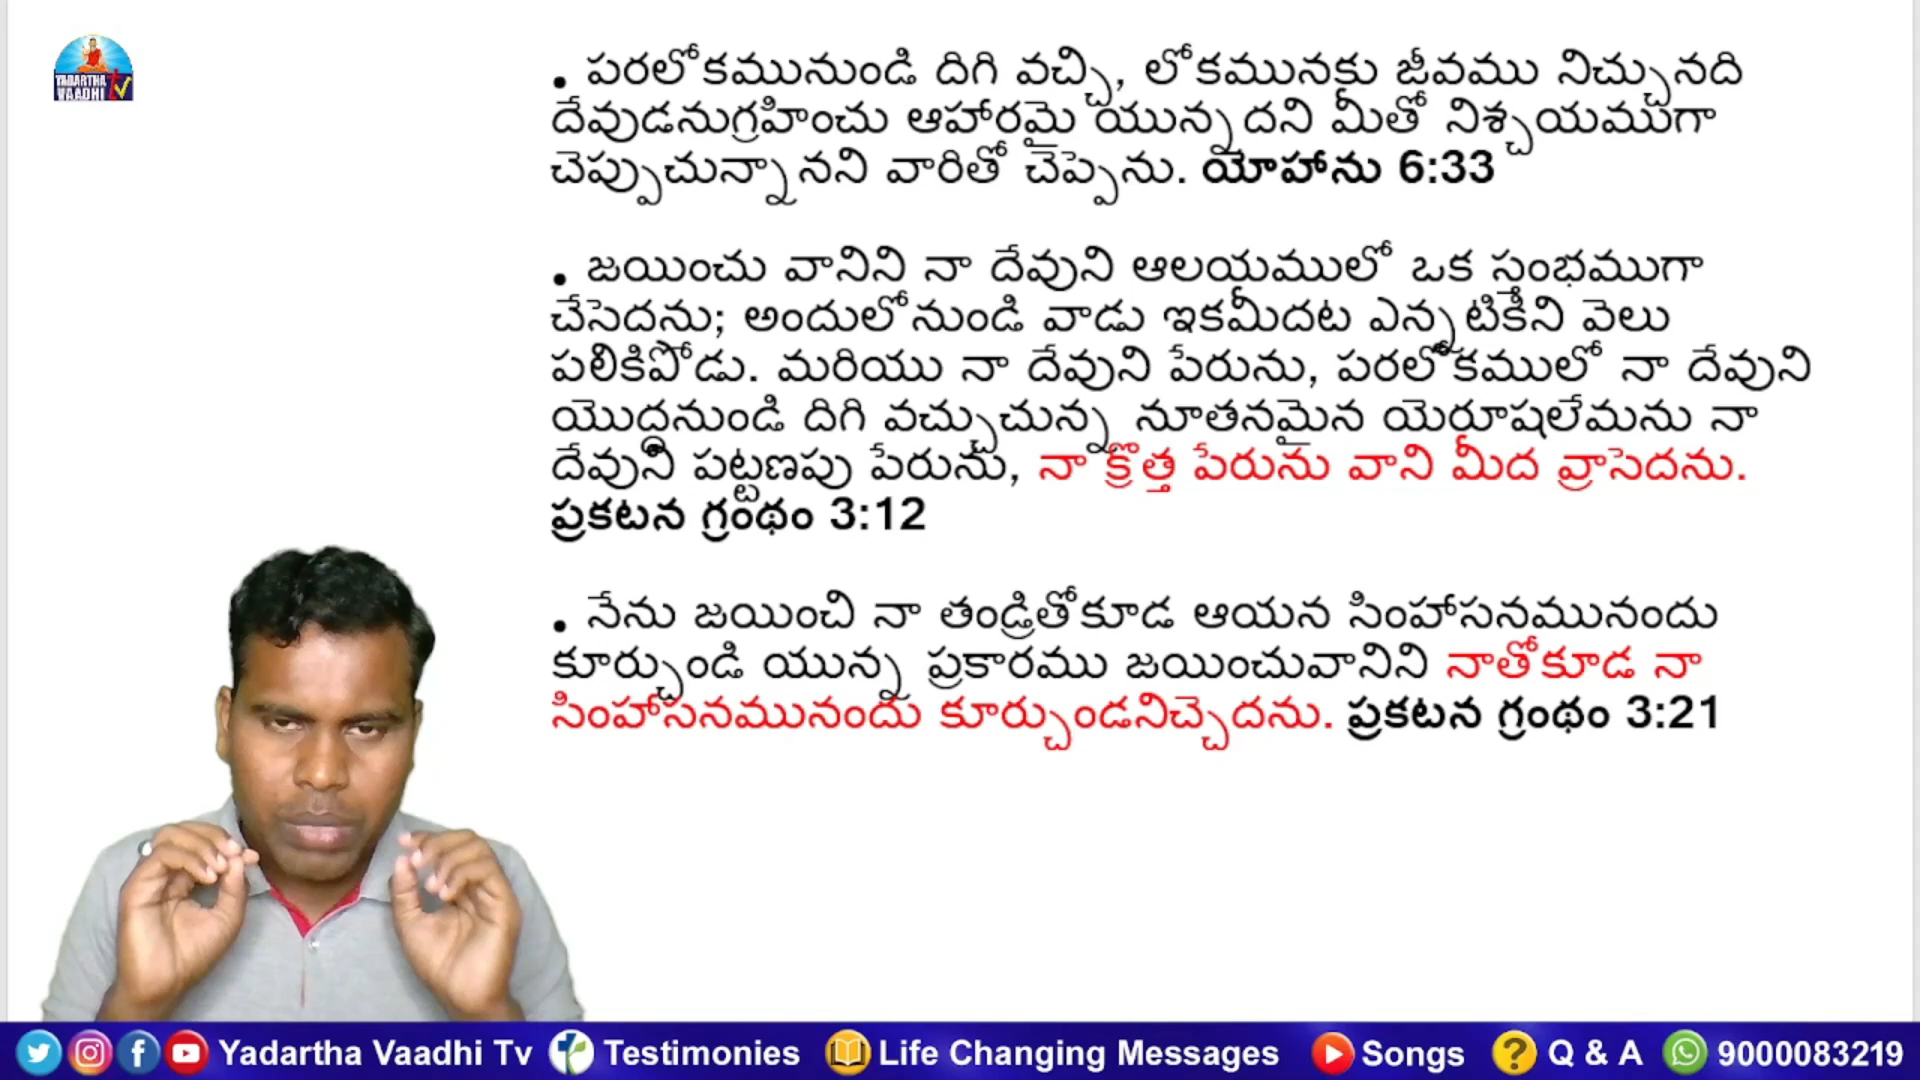 YADARTHA
VAADHI TV
. పరలోకమునుండి దిగి వచ్చి, లోకమునకు జీవము నిచ్చునది
దేవుడనుగ్రహించు ఆహారమై యున్నదని మీతో నిశ్చయముగా
చెప్పుచున్నానని వారితో చెప్పెను. యోహాను 6:33
. జయించు వానిని నా దేవుని ఆలయములో ఒక స్తంభముగా
చేసెదను; అందులోనుండి వాడు ఇకమీదట ఎన్నటికిని వెలు
పలికిపోడు. మరియు నా దేవుని పేరును, పరలోకములో నా దేవుని
యొద్దనుండి దిగి వచ్చుచున్న నూతనమైన యెరూషలేమను నా
దేవుని పట్టణపు పేరును, నా క్రొత్త పేరును వాని మీద వ్రాసెదను.
ప్రకటన గ్రంథం 3:12
. నేను జయించి నా తండ్రితోకూడ ఆయన సింహాసనమునందు
కూర్చుండి యున్న ప్రకారము జయించువానిని నాతోకూడ నా
సింహాసనమునందు కూర్చుండనిచ్చెదను. ప్రకటన గ్రంథం 3:21
Yadartha Vaadhi Tv Testimonies Life Changing Messages Songs ? Q & A 9000083219